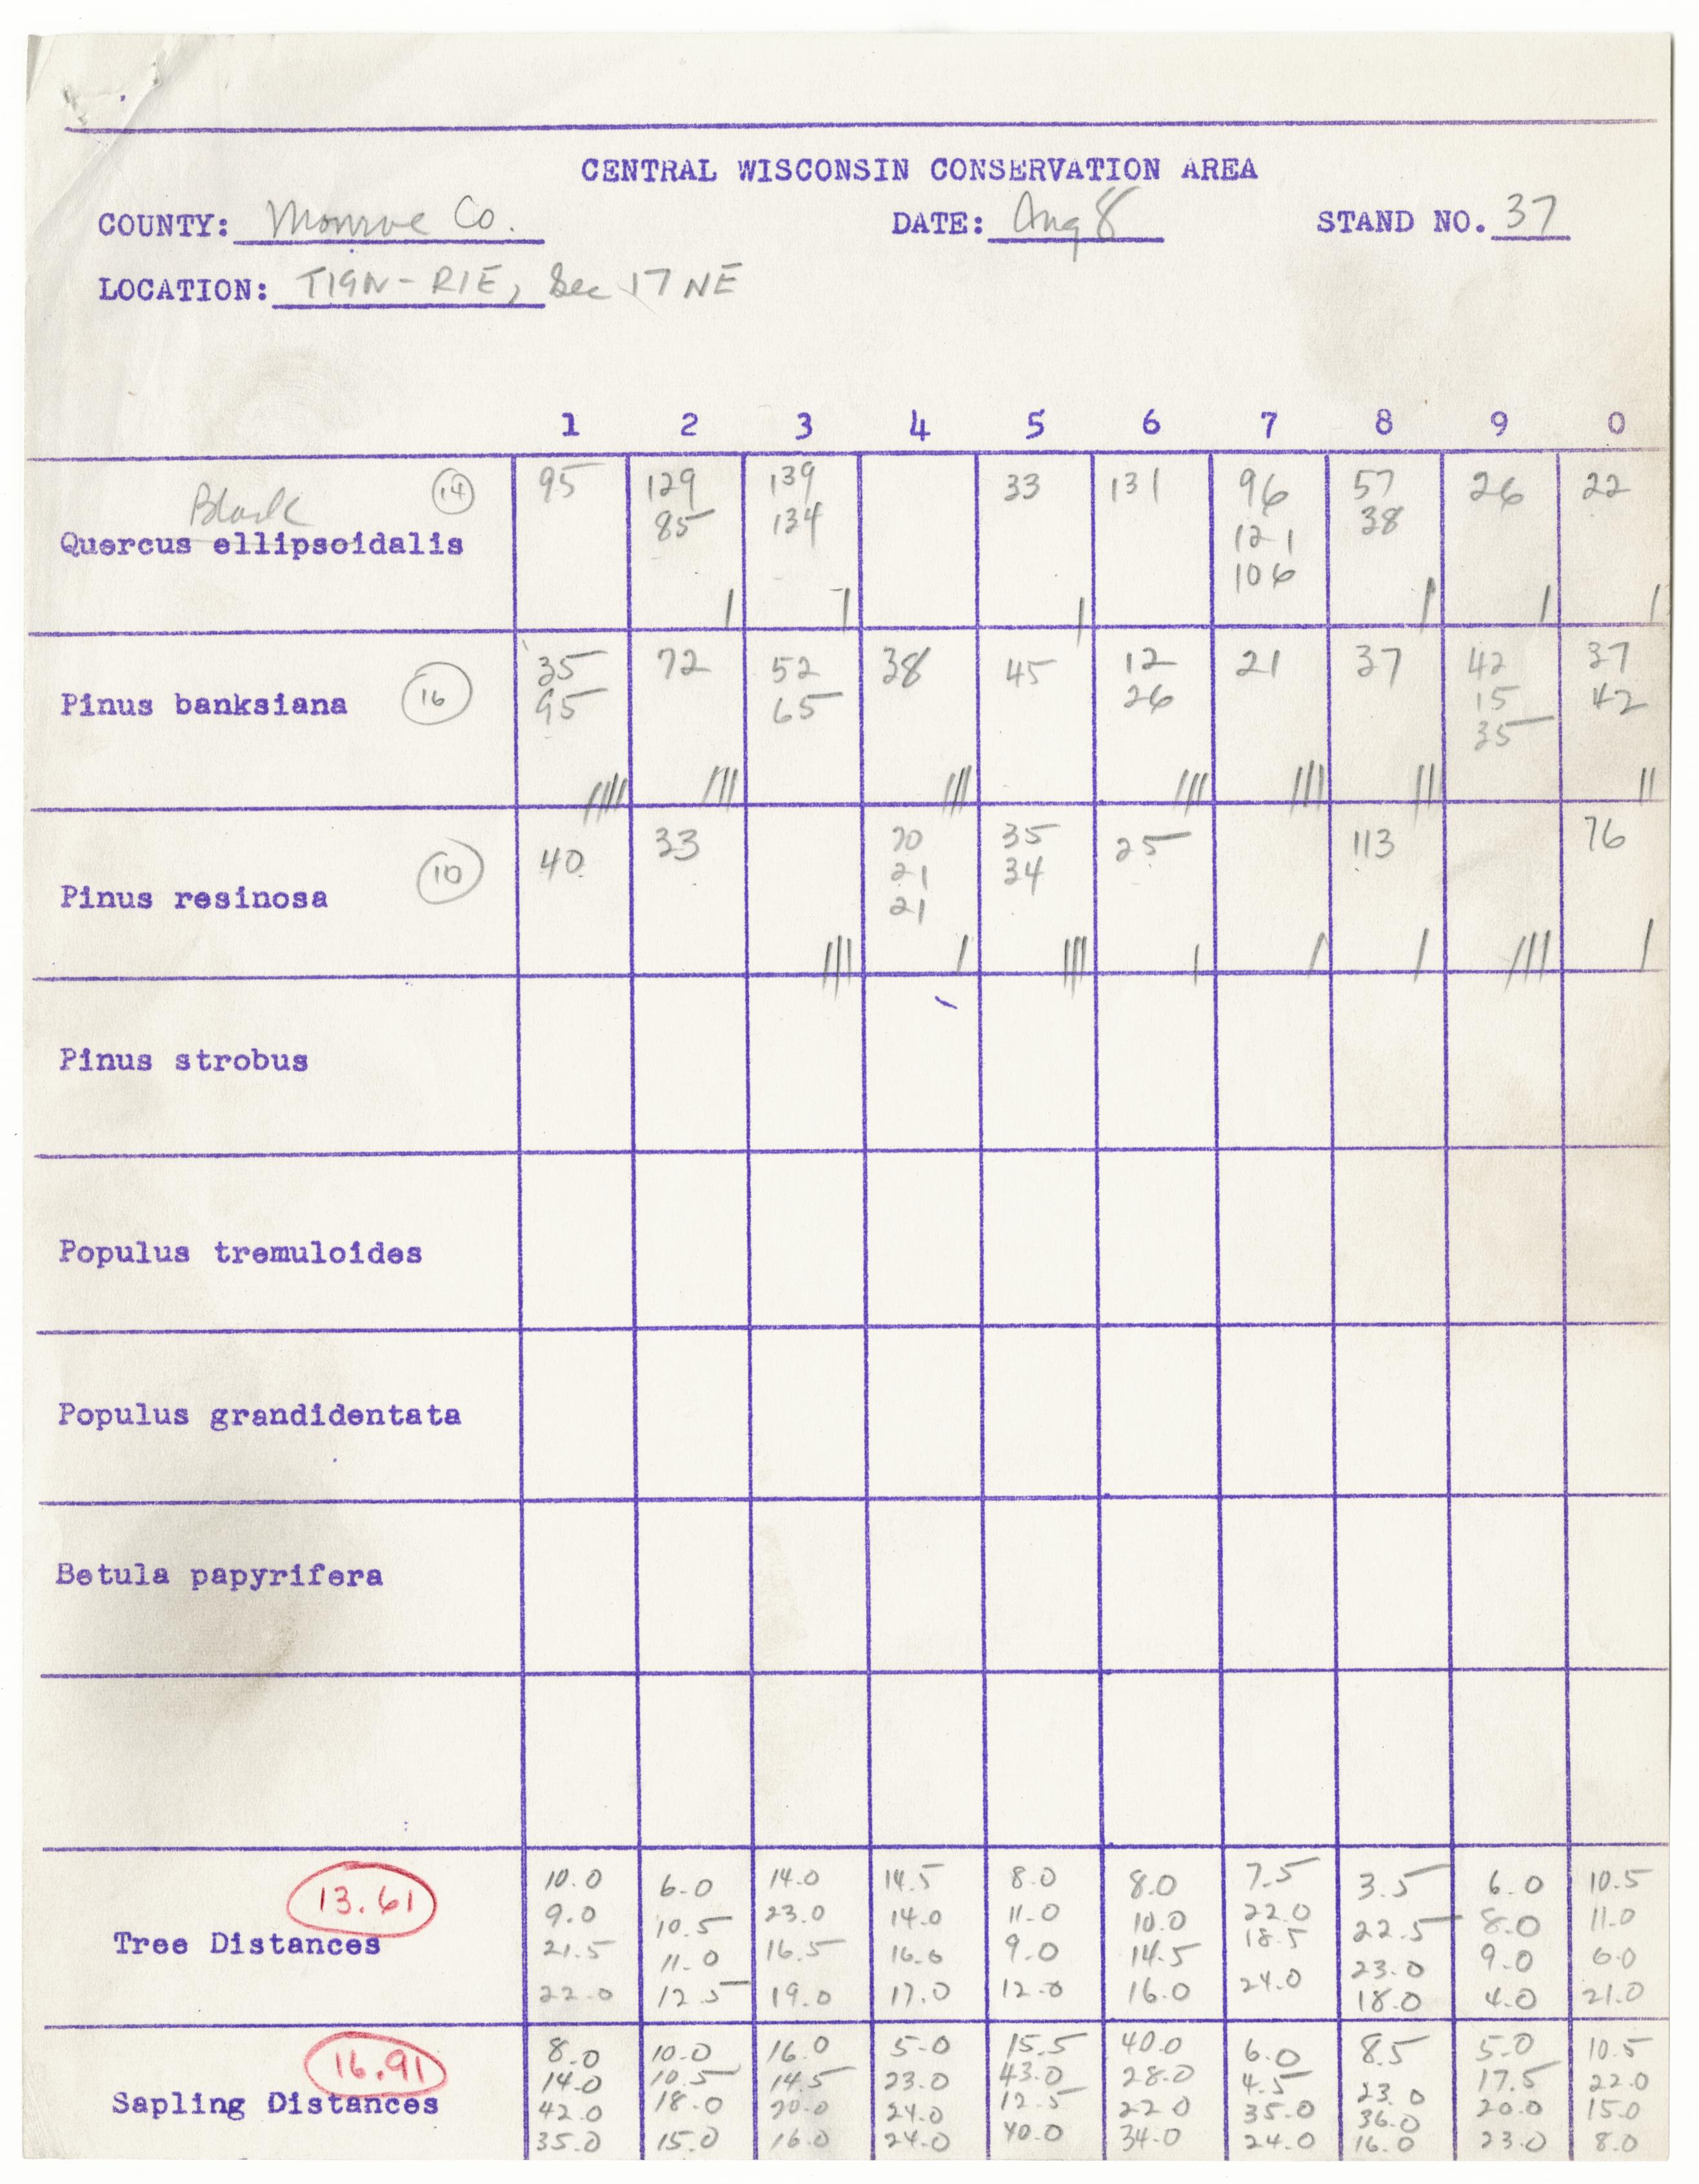 CENTRAL WISCONSIN CONSERVATION AREA
COUNTY: Monroe Co. DATE: Aug 8 STAND NO. 37
LOCATION: T19N-R1E, Sec 17 NE
1 2 3 4 5 6 7 8 9 0
Black 14 95 129 139 33 131 96 57 26 22
Quercus ellipsoidalis 85 134 121 38
106
| | | | | |
35 72 52 38 45 12 21 37 42 37
Pinus banksiana 16 95 65 26 15 42
35
|||| ||| ||| ||| ||| || ||
40 33 70 35 25 113 76
Pinus resinosa 10 21 34
21
||| | ||| | | | ||| |
Pinus strobus
Populus tremuloides
Populus grandidentata
Betula papyrifera
13.61 10.0 6.0 14.0 14.5 8.0 8.0 7.5 3.5 6.0 10.5
9.0 10.5 23.0 14.0 11.0 10.0 22.0 22.5 8.0 11.0
Tree Distances 21.5 11.0 16.5 16.0 9.0 14.5 18.5 23.0 9.0 6.0
22.0 12.5 19.0 17.0 12.0 16.0 24.0 18.0 4.0 21.0
16.91 8.0 10.0 16.0 5.0 15.5 40.0 6.0 8.5 5.0 10.5
14.0 10.5 14.5 23.0 43.0 28.0 4.5 23.0 17.5 22.0
Sapling Distances 42.0 18.0 20.0 24.0 12.5 22.0 35.0 36.0 20.0 15.0
35.0 15.0 16.0 24.0 40.0 34.0 24.0 16.0 23.0 8.0